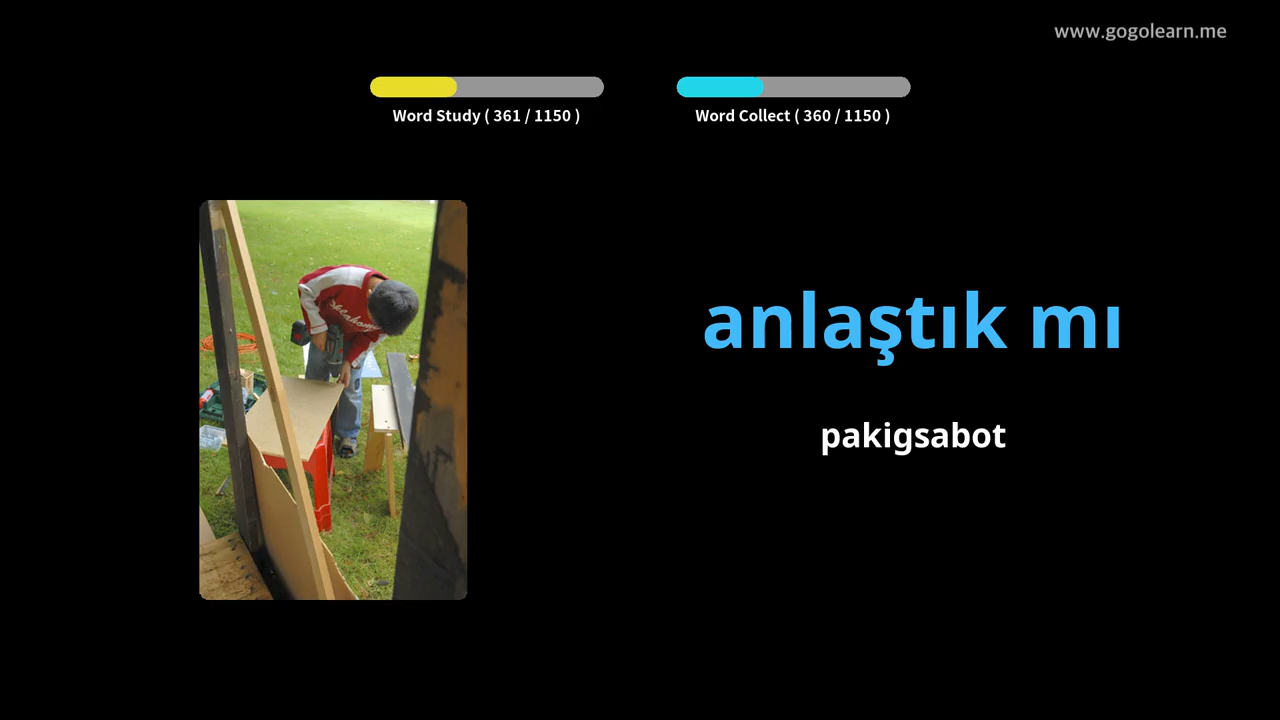 www.gogolearn.me
Word Study ( 361 / 1150 )
Word Collect ( 360 / 1150 )
anlaştık mı
pakigsabot